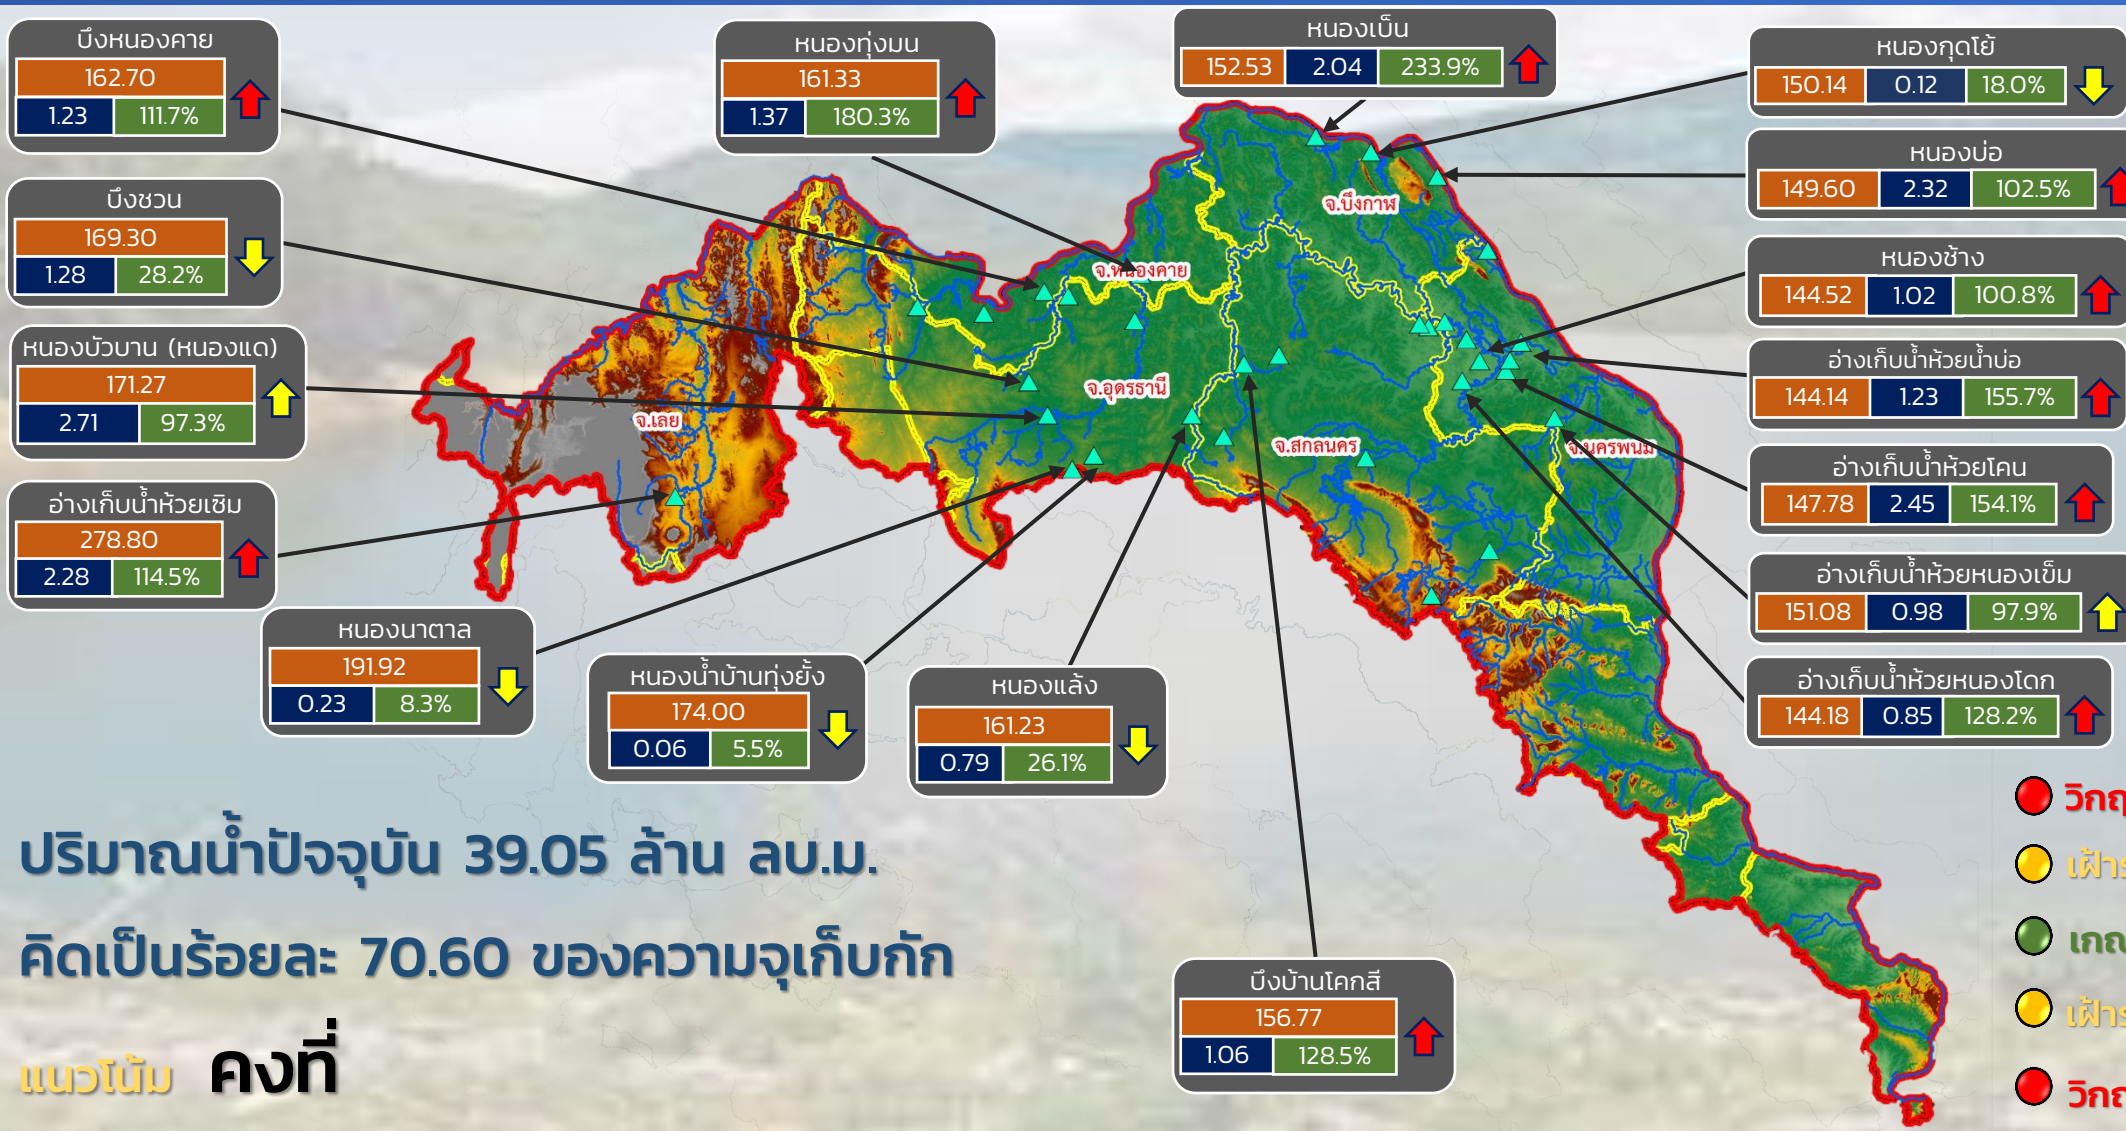 บึงหนองคาย
162.70
1.23 111.7%
หนองทุ่งมน
161.33
1.37 180.3%
หนองเบ็น
152.53 2.04 233.9%
หนองกุดโย้
150.14 0.12 18.0%
บึงชวน
169.30
1.28 28.2%
หนองบ่อ
149.60 2.32 102.5%
หนองบัวบาน (หนองแด)
171.27
2.71 97.3%
หนองช้าง
144.52 1.02 100.8%
อ่างเก็บน้ำห้วยน้ำบ่อ
144.14 1.23 155.7%
อ่างเก็บน้ำห้วยเซิม
278.80
2.28 114.5%
อ่างเก็บน้ำห้วยโคน
147.78 2.45 154.1%
อ่างเก็บน้ำห้วยหนองเข็ม
151.08 0.98 97.9%
หนองนาตาล
191.92
0.23 8.3%
หนองน้ำบ้านทุ่งยั้ง
174.00
0.06 5.5%
หนองแล้ง
161.23
0.79 26.1%
อ่างเก็บน้ำห้วยหนองโดก
144.18 0.85 128.2%
บึงบ้านโคกสี
156.77
1.06 128.5%
จ.บึงกาฬ
จ.หนองคาย
จ.อุดรธานี
จ.เลย
จ.สกลนคร
จ.นครพนม
ปริมาณน้ำปัจจุบัน 39.05 ล้าน ลบ.ม.
คิดเป็นร้อยละ 70.60 ของความจุเก็บกัก
แนวโน้ม คงที่